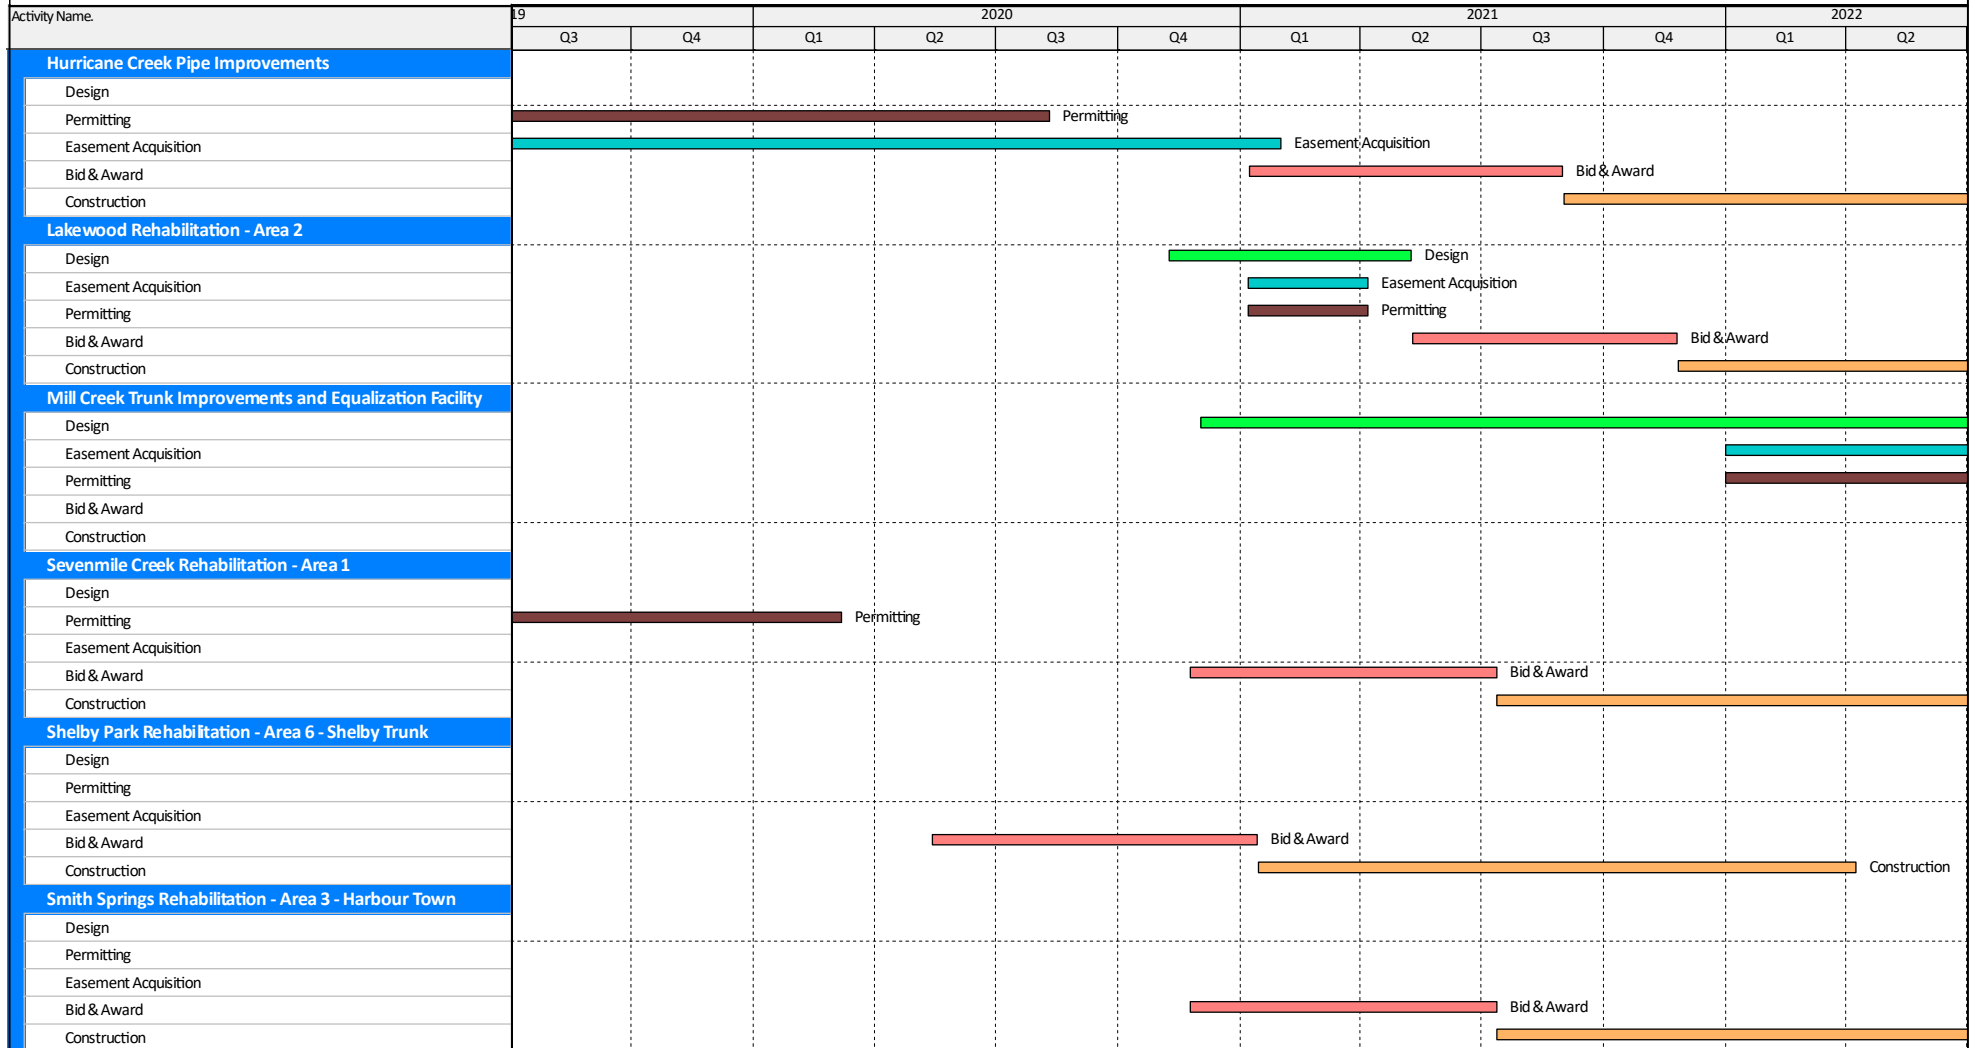 Activity Name.
19 2020 2021 2022
Q3 Q4 Q1 Q2 Q3 Q4 Q1 Q2 Q3 Q4 Q1 Q2
Hurricane Creek Pipe Improvements
Design
Permitting Permitting
Easement Acquisition Easement Acquisition
Bid & Award Bid & Award
Construction
Lakewood Rehabilitation - Area 2
Design Design
Easement Acquisition Easement Acquisition
Permitting Permitting
Bid & Award Bid & Award
Construction
Mill Creek Trunk Improvements and Equalization Facility
Design
Easement Acquisition
Permitting
Bid & Award
Construction
Sevenmile Creek Rehabilitation - Area 1
Design
Permitting Permitting
Easement Acquisition
Bid & Award Bid & Award
Construction
Shelby Park Rehabilitation - Area 6 - Shelby Trunk
Design
Permitting
Easement Acquisition
Bid & Award Bid & Award
Construction Construction
Smith Springs Rehabilitation - Area 3 - Harbour Town
Design
Permitting
Easement Acquisition
Bid & Award Bid & Award
Construction